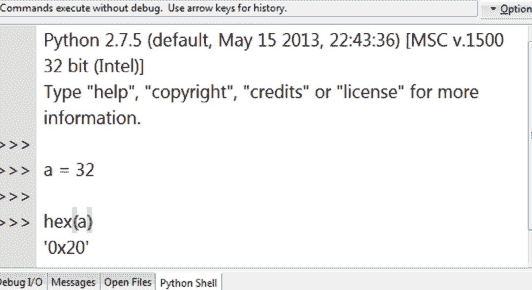 Commands execute without debug. Use arrow keys for history.
Option
Python 2.7.5 (default, May 15 2013, 22:43:36) [MSC v.1500
32 bit (Intel)]
Type "help", "copyright", "credits" or "license" for more
information.
>>>
>>> a = 32
>>>
>>> hex(a)
'0x20'
Debug I/O Messages Open Files Python Shell